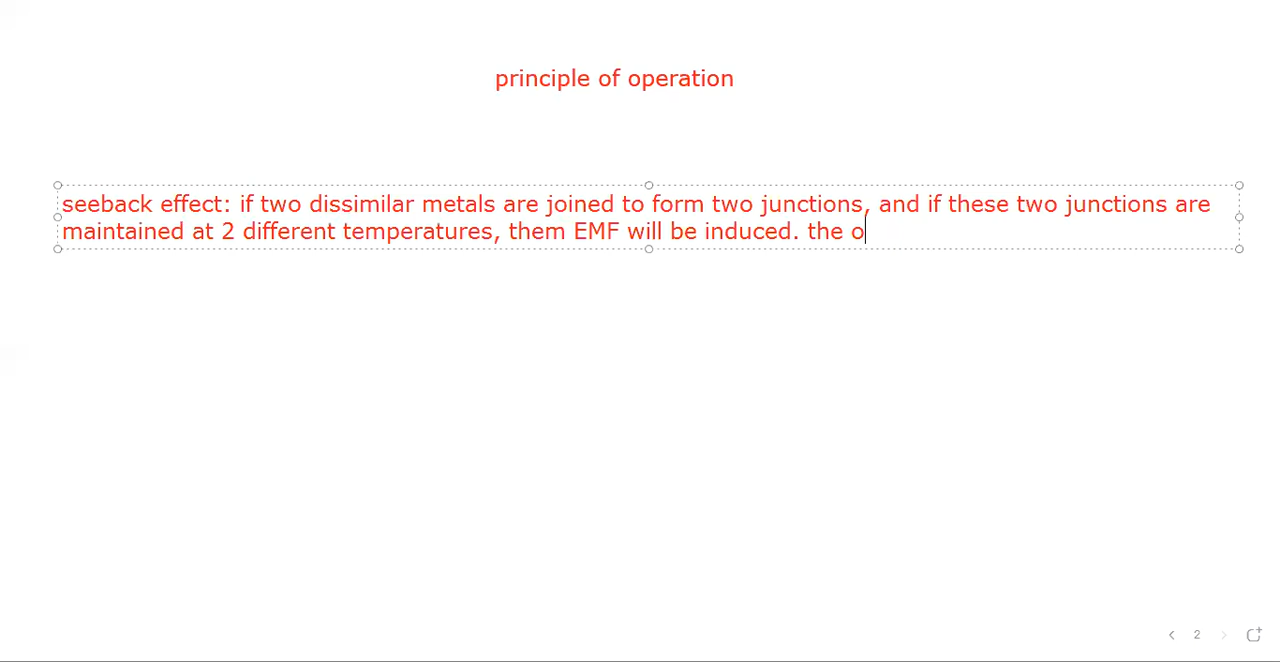 principle of operation
seeback effect: if two dissimilar metals are joined to form two junctions, and if these two junctions are
maintained at 2 different temperatures, them EMF will be induced. the o
2